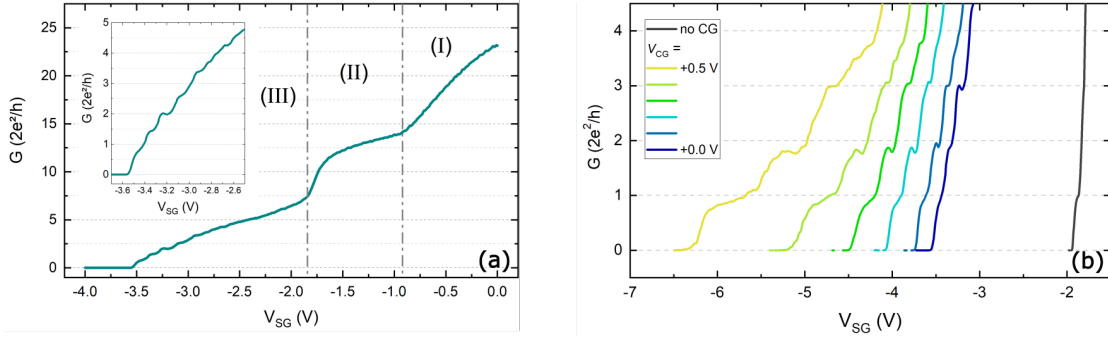 25
20
15
10
5
0
G (2e²/h)
-4.0 -3.5 -3.0 -2.5 -2.0 -1.5 -1.0 -0.5 0.0
V_SG (V)
5
4
3
2
1
0
G (2e²/h)
-3.6 -3.4 -3.2 -3.0 -2.8 -2.6
V_SG (V)
(I)
(II)
(III)
(a)
no CG
V_CG =
+0.5 V
+0.0 V
4
3
2
1
0
G (2e²/h)
-7 -6 -5 -4 -3 -2
V_SG (V)
(b)